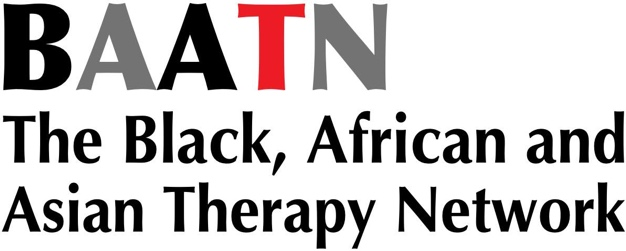 BAATN
The Black, African and
Asian Therapy Network